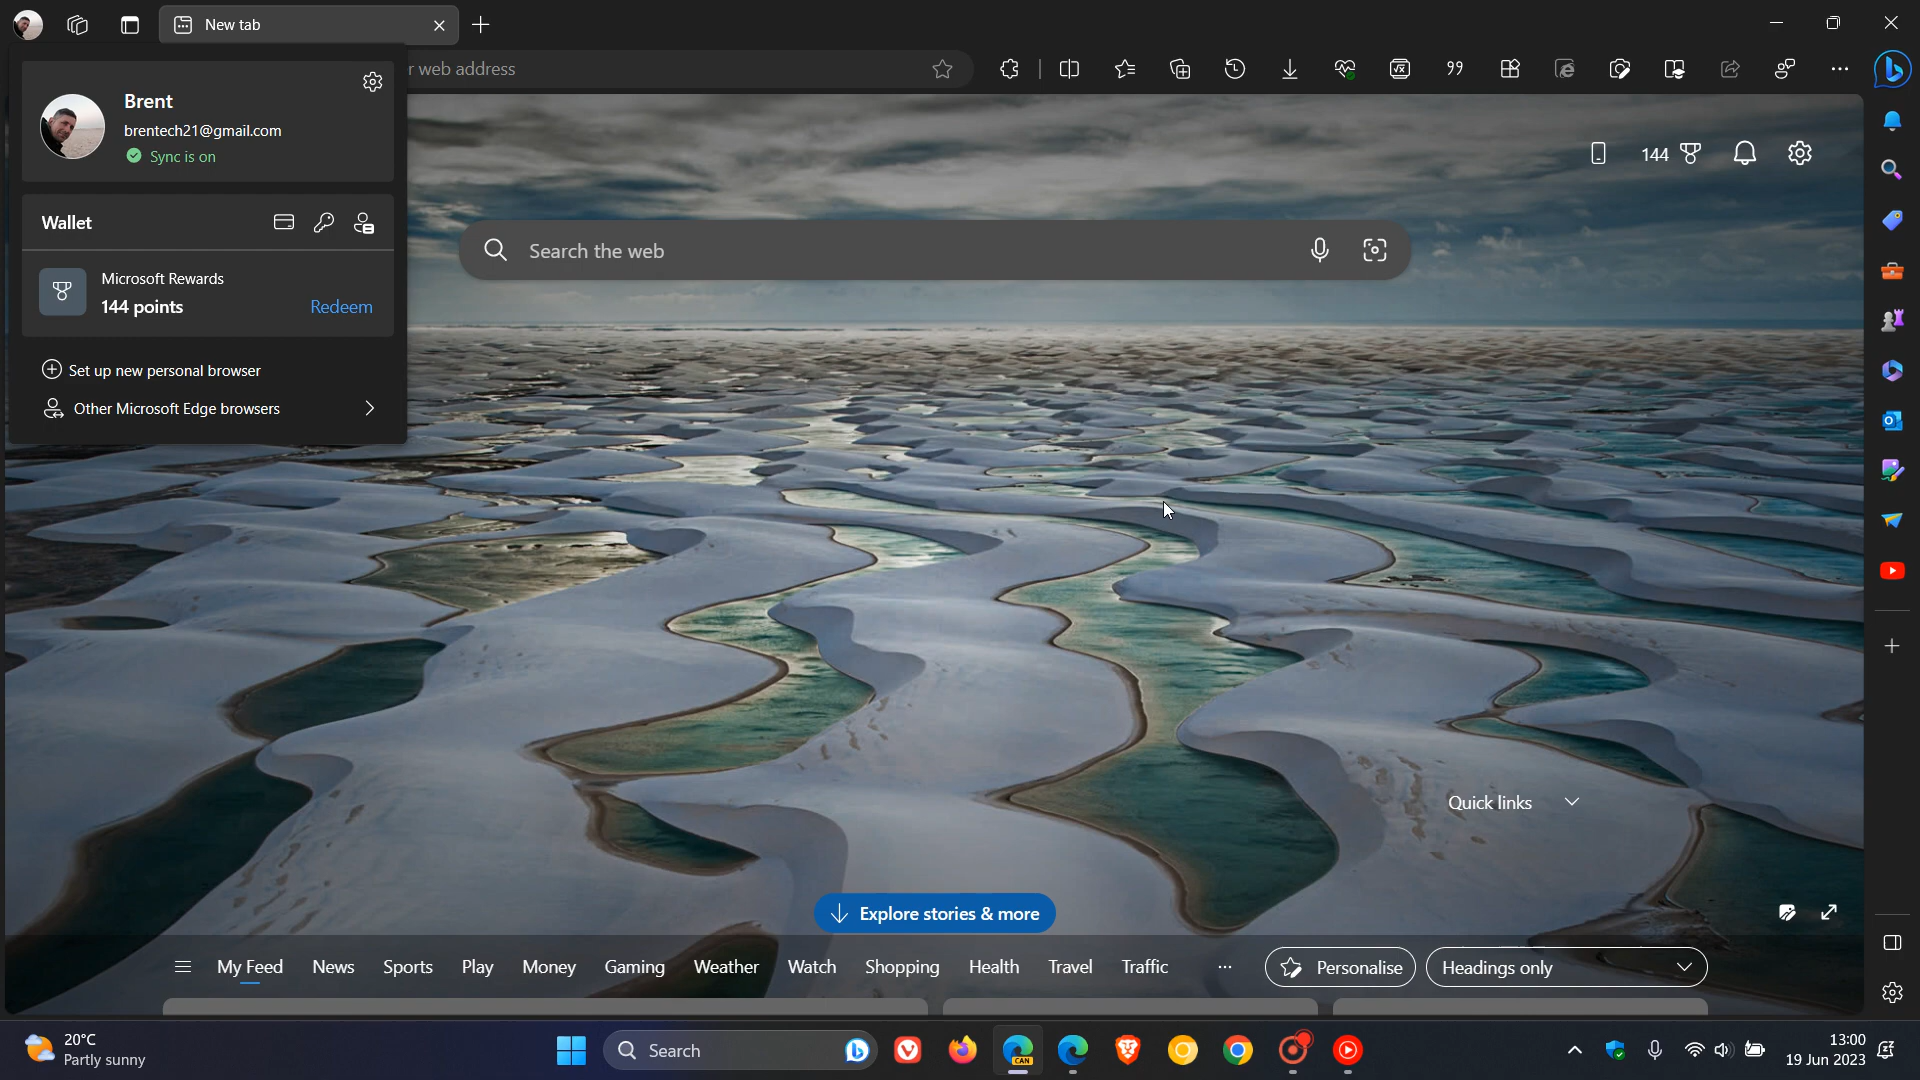 New tab
r web address
Brent
brentech21@gmail.com
Sync is on
Wallet
Microsoft Rewards
144 points
Redeem
Set up new personal browser
Other Microsoft Edge browsers
144
Search the web
Quick links
Explore stories & more
My Feed
News
Sports
Play
Money
Gaming
Weather
Watch
Shopping
Health
Travel
Traffic
Personalise
Headings only
20°C
Partly sunny
Search
CAN
13:00
19 Jun 2023